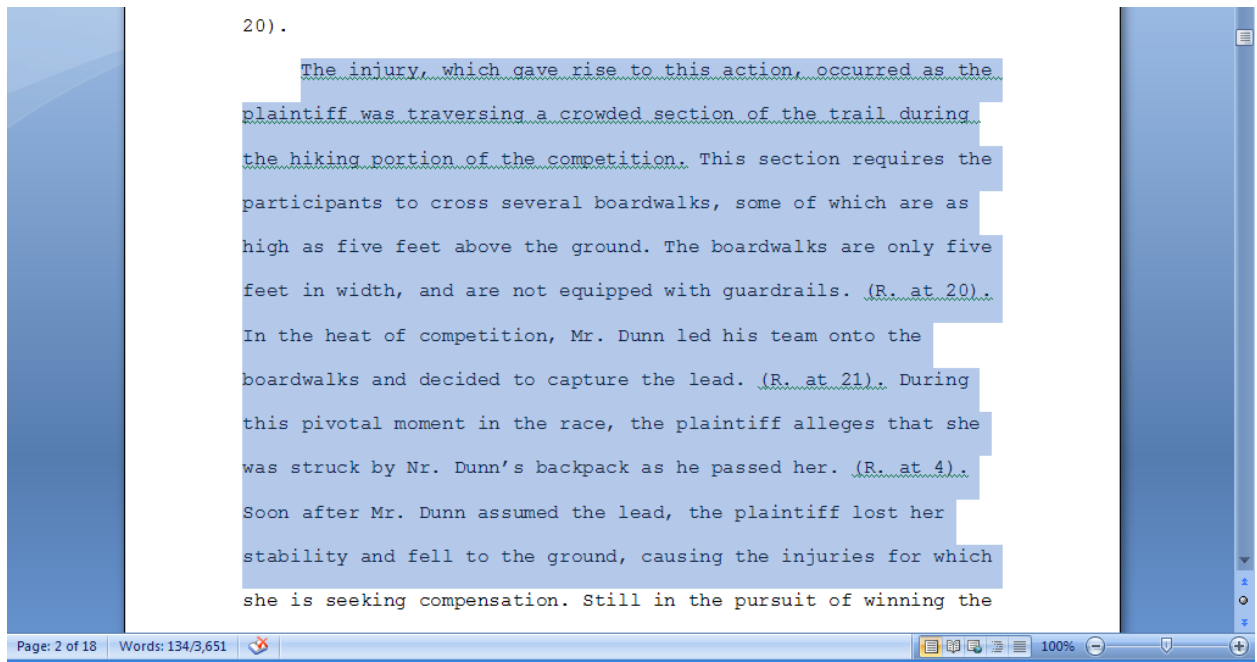 20).
The injury, which gave rise to this action, occurred as the
plaintiff was traversing a crowded section of the trail during
the hiking portion of the competition. This section requires the
participants to cross several boardwalks, some of which are as
high as five feet above the ground. The boardwalks are only five
feet in width, and are not equipped with guardrails. (R. at 20).
In the heat of competition, Mr. Dunn led his team onto the
boardwalks and decided to capture the lead. (R. at 21). During
this pivotal moment in the race, the plaintiff alleges that she
was struck by Nr. Dunn’s backpack as he passed her. (R. at 4).
Soon after Mr. Dunn assumed the lead, the plaintiff lost her
stability and fell to the ground, causing the injuries for which
she is seeking compensation. Still in the pursuit of winning the
Page: 2 of 18 Words: 134/3,651 100%